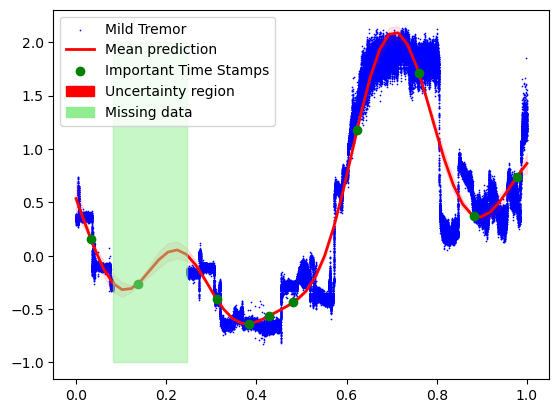 Mild Tremor
Mean prediction
Important Time Stamps
Uncertainty region
Missing data
2.0
1.5
1.0
0.5
0.0
−0.5
−1.0
0.0 0.2 0.4 0.6 0.8 1.0